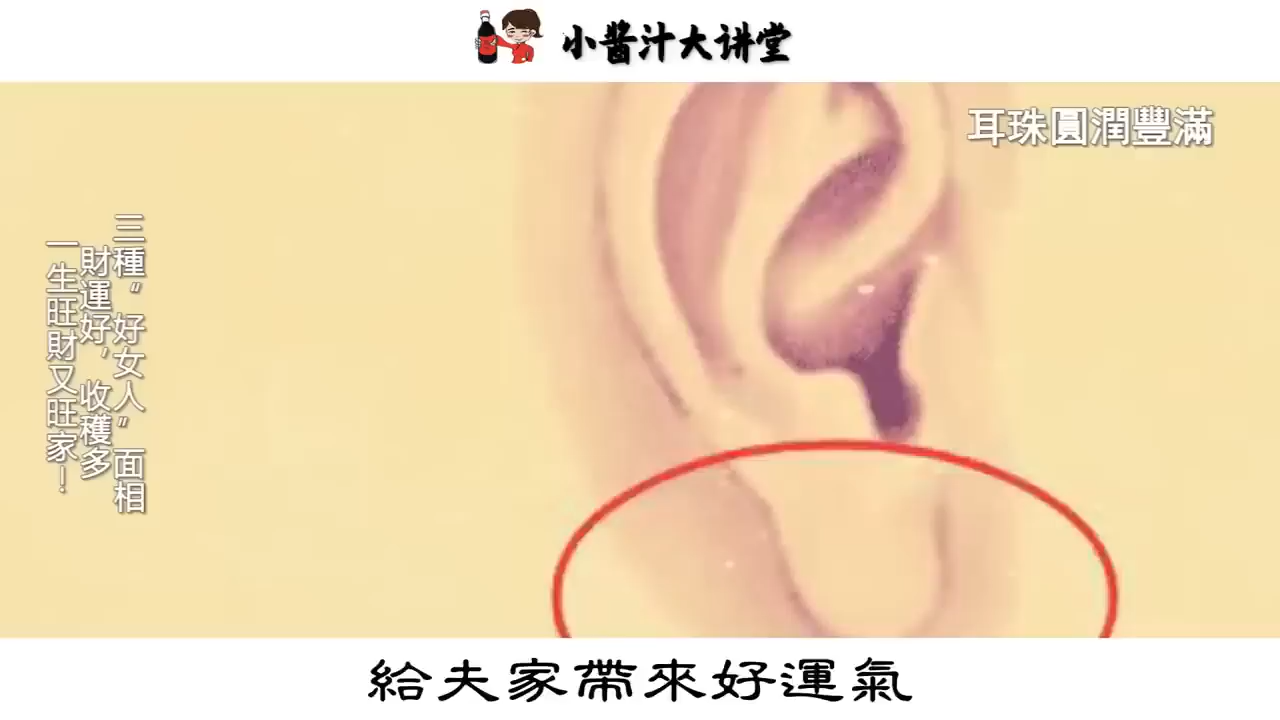 小酱汁大讲堂
耳珠圓潤豐滿
三種“好女人”面相
財運好，收穫多
一生旺財又旺家！
給夫家帶來好運氣